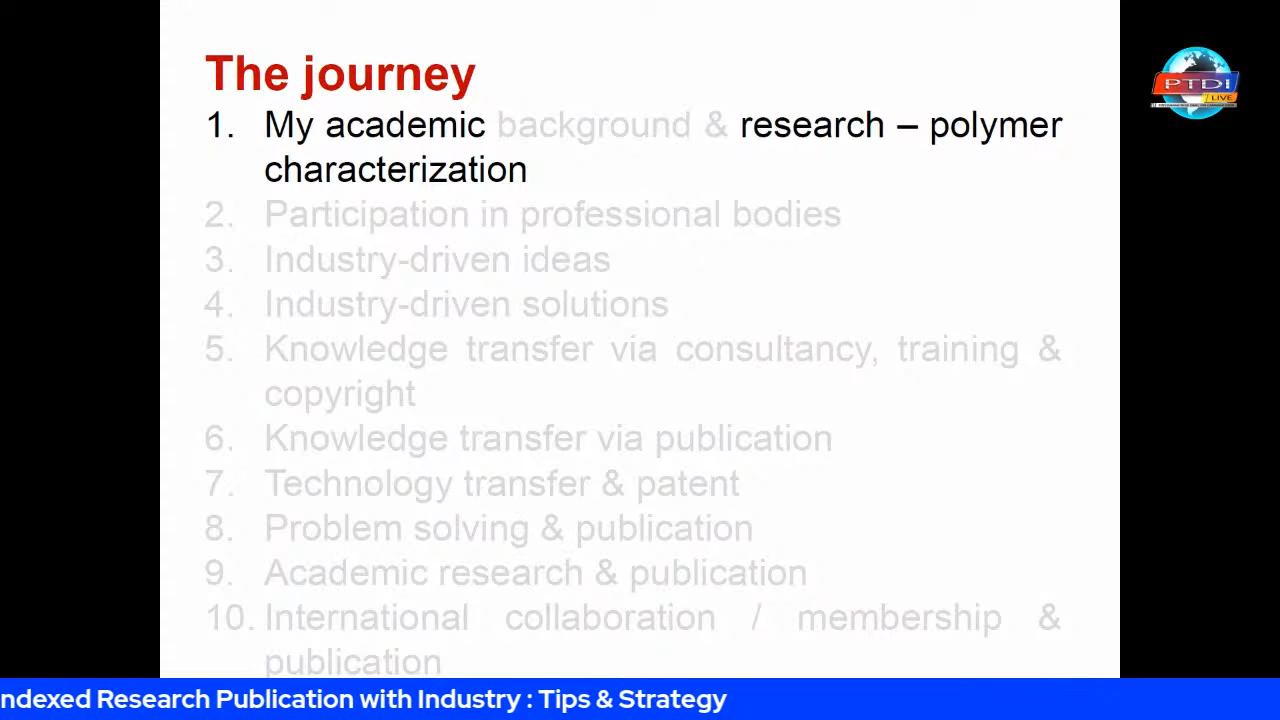 The journey
1. My academic background & research – polymer
characterization
2. Participation in professional bodies
3. Industry-driven ideas
4. Industry-driven solutions
5. Knowledge transfer via consultancy, training &
copyright
6. Knowledge transfer via publication
7. Technology transfer & patent
8. Problem solving & publication
9. Academic research & publication
10. International collaboration / membership &
publication
PTDI
LIVE
ndexed Research Publication with Industry : Tips & Strategy